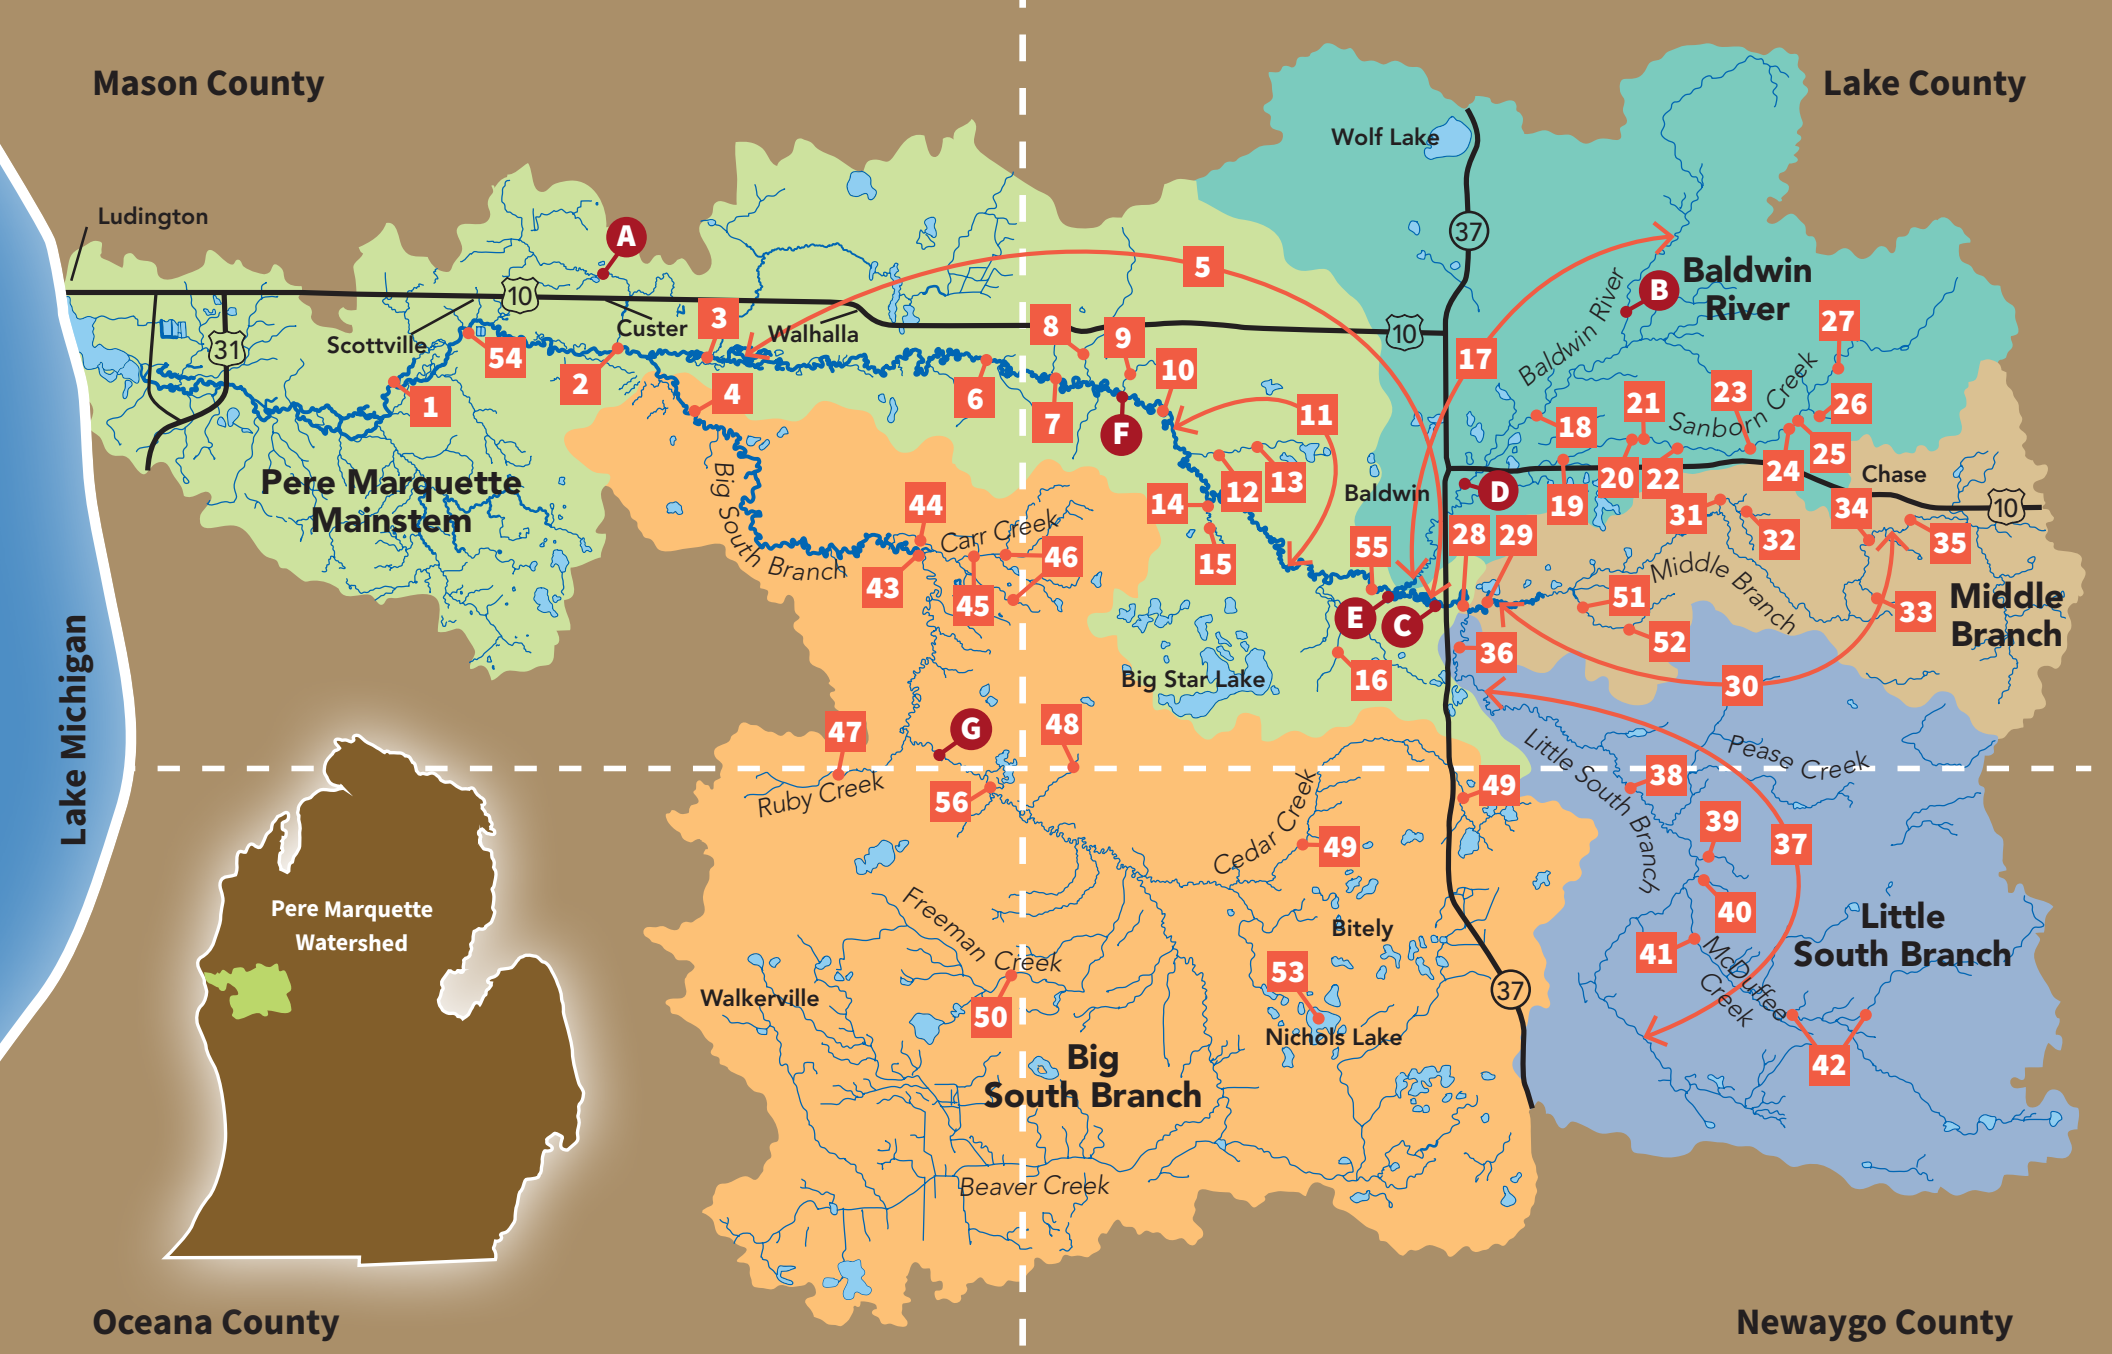 Mason County
Lake County
Wolf Lake
Ludington
A
37
5
10
B
Baldwin
River
Baldwin River
31
Scottville
Custer
3
Walhalla
8
9
10
27
54
2
1
4
6
7
F
10
10
11
17
18
21
23
Sanborn Creek
26
25
24
20
22
19
Pere Marquette
Mainstem
Big South Branch
44
Carr Creek
43
45
46
14
12
13
15
Baldwin
D
Chase
10
34
35
31
32
28
29
55
E
C
16
36
Middle Branch
51
52
33
Middle
Branch
30
Big Star Lake
Lake Michigan
47
G
48
Ruby Creek
56
Cedar Creek
49
49
Little South Branch
Pease Creek
38
39
37
40
41
McDuffee
Creek
42
Little
South Branch
Pere Marquette
Watershed
Freeman Creek
Walkerville
50
Bitely
53
Nichols Lake
37
Big
South Branch
Beaver Creek
Oceana County
Newaygo County